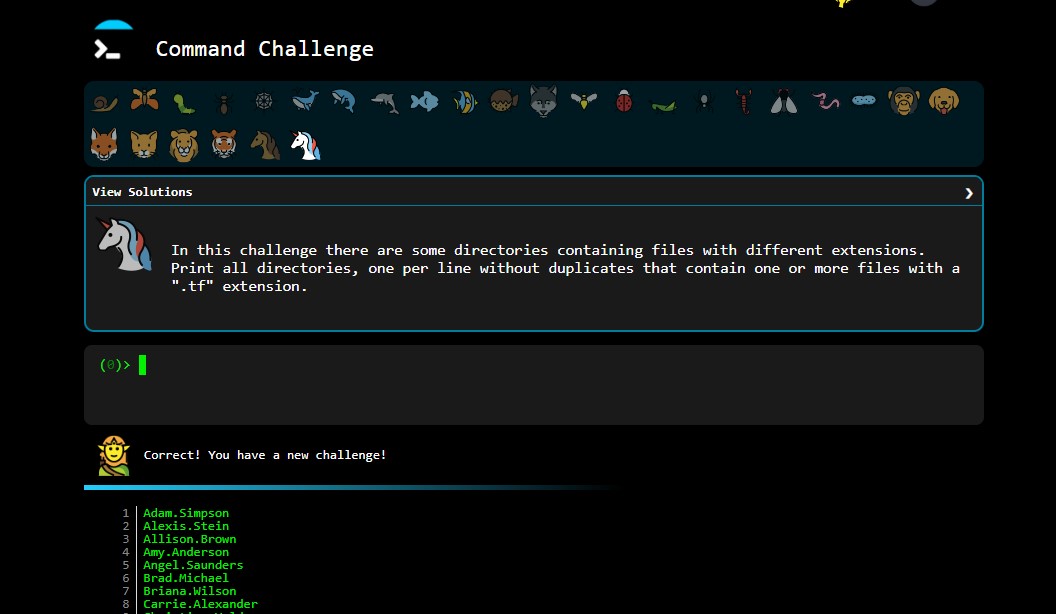 Command Challenge
View Solutions
In this challenge there are some directories containing files with different extensions.
Print all directories, one per line without duplicates that contain one or more files with a
".tf" extension.
(0)>
Correct! You have a new challenge!
1 Adam.Simpson
2 Alexis.Stein
3 Allison.Brown
4 Amy.Anderson
5 Angel.Saunders
6 Brad.Michael
7 Briana.Wilson
8 Carrie.Alexander